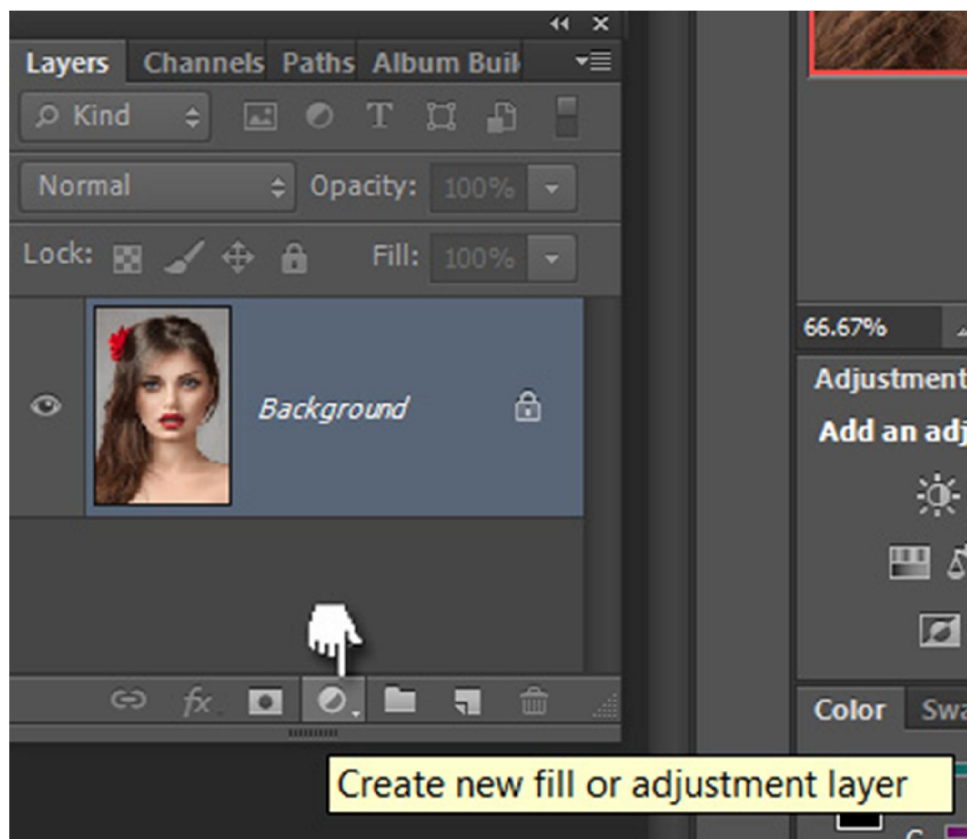 Layers Channels Paths Album Buil
Kind
Normal Opacity: 100%
Lock: Fill: 100%
Background
fx
66.67%
Adjustment
Add an adj
Color Swa
Create new fill or adjustment layer